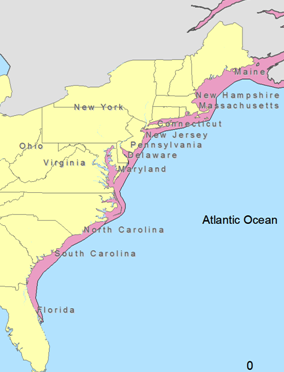 Maine
New Hampshire
Massachusetts
New York
Connecticut
New Jersey
Pennsylvania
Ohio
Delaware
Virginia
Maryland
Atlantic Ocean
North Carolina
South Carolina
Florida
0